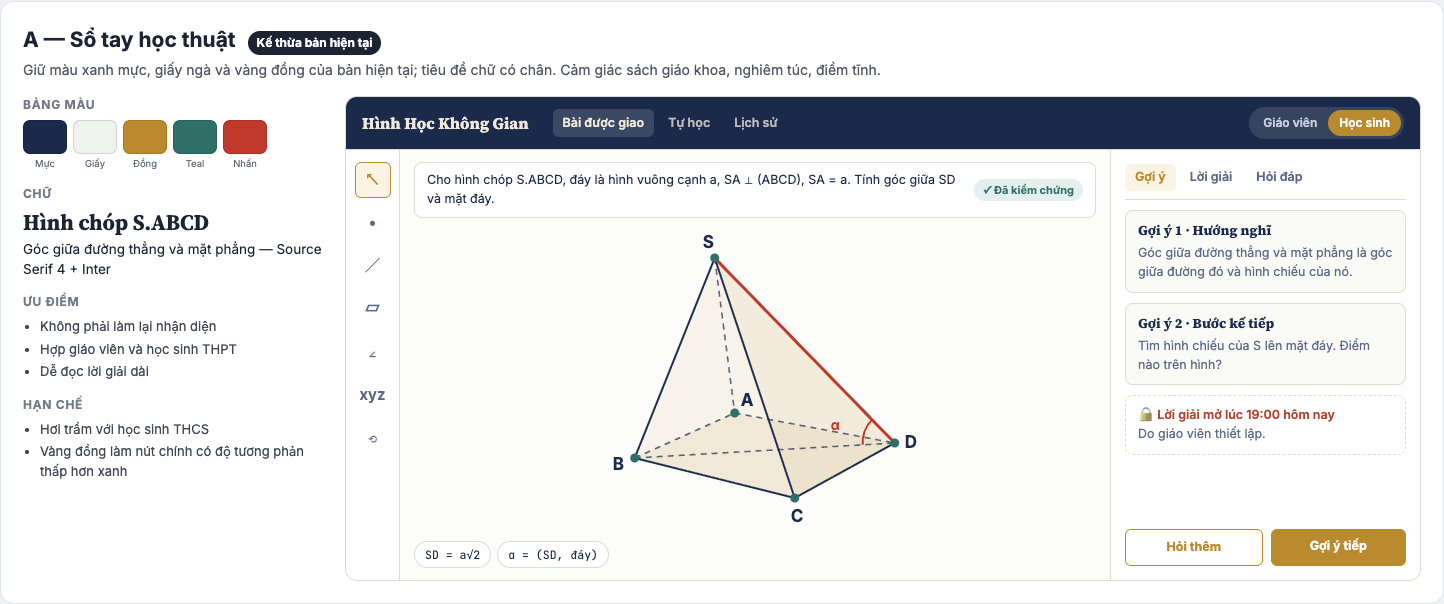 A — Sổ tay học thuật
Kế thừa bản hiện tại
Giữ màu xanh mực, giấy ngà và vàng đồng của bản hiện tại; tiêu đề chữ có chân. Cảm giác sách giáo khoa, nghiêm túc, điềm tĩnh.
BẢNG MÀU
Mực
Giấy
Đồng
Teal
Nhấn
CHỮ
Hình chóp S.ABCD
Góc giữa đường thẳng và mặt phẳng — Source
Serif 4 + Inter
ƯU ĐIỂM
• Không phải làm lại nhận diện
• Hợp giáo viên và học sinh THPT
• Dễ đọc lời giải dài
HẠN CHẾ
• Hơi trầm với học sinh THCS
• Vàng đồng làm nút chính có độ tương phản
thấp hơn xanh
Hình Học Không Gian
Bài được giao
Tự học
Lịch sử
Giáo viên
Học sinh
xyz
Cho hình chóp S.ABCD, đáy là hình vuông cạnh a, SA ⊥ (ABCD), SA = a. Tính góc giữa SD
và mặt đáy.
✓ Đã kiểm chứng
S
A
α
B
D
C
SD = a√2
α = (SD, đáy)
Gợi ý
Lời giải
Hỏi đáp
Gợi ý 1 · Hướng nghĩ
Góc giữa đường thẳng và mặt phẳng là góc
giữa đường đó và hình chiếu của nó.
Gợi ý 2 · Bước kế tiếp
Tìm hình chiếu của S lên mặt đáy. Điểm
nào trên hình?
🔒 Lời giải mở lúc 19:00 hôm nay
Do giáo viên thiết lập.
Hỏi thêm
Gợi ý tiếp